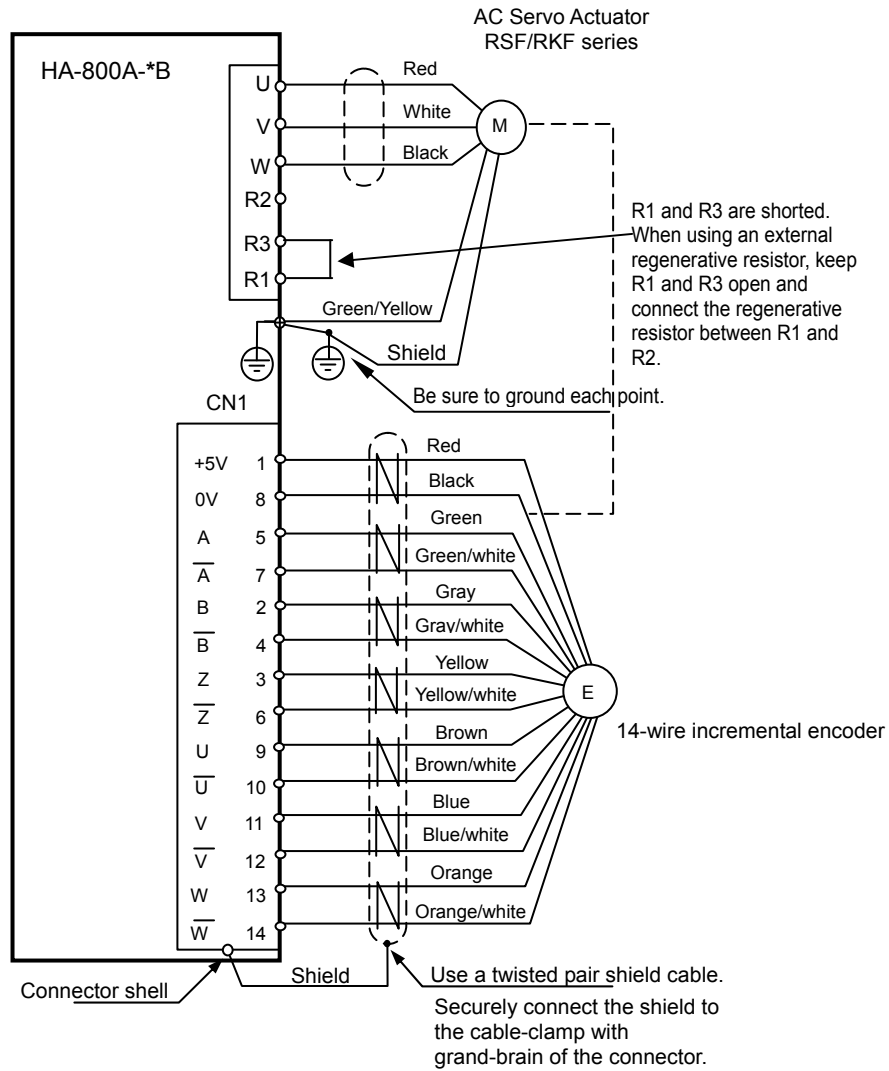 AC Servo Actuator
RSF/RKF series
HA-800A-*B
U
Red
V
White
M
W
Black
R2
R3
R1
R1 and R3 are shorted.
When using an external
regenerative resistor, keep
R1 and R3 open and
connect the regenerative
resistor between R1 and
R2.
Green/Yellow
Shield
Be sure to ground each point.
CN1
+5V 1 Red
0V 8 Black
A 5 Green
A̅ 7 Green/white
B 2 Gray
B̅ 4 Gray/white
Z 3 Yellow
Z̅ 6 Yellow/white
U 9 Brown
U̅ 10 Brown/white
V 11 Blue
V̅ 12 Blue/white
W 13 Orange
W̅ 14 Orange/white
E
14-wire incremental encoder
Connector shell
Shield
Use a twisted pair shield cable.
Securely connect the shield to
the cable-clamp with
grand-brain of the connector.